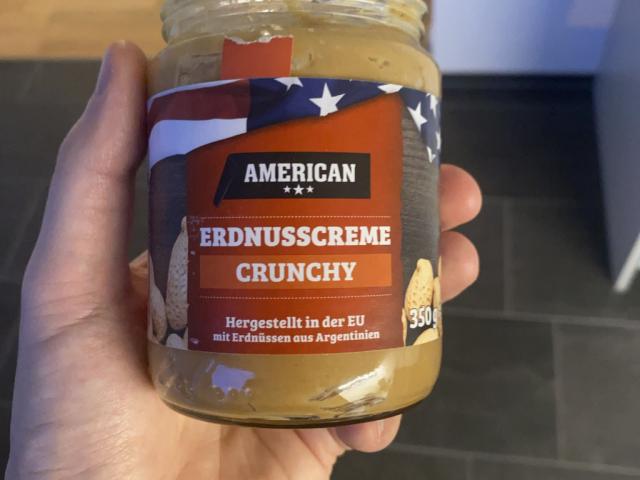 AMERICAN
ERDNUSSCREME
CRUNCHY
Hergestellt in der EU
mit Erdnüssen aus Argentinien
350g